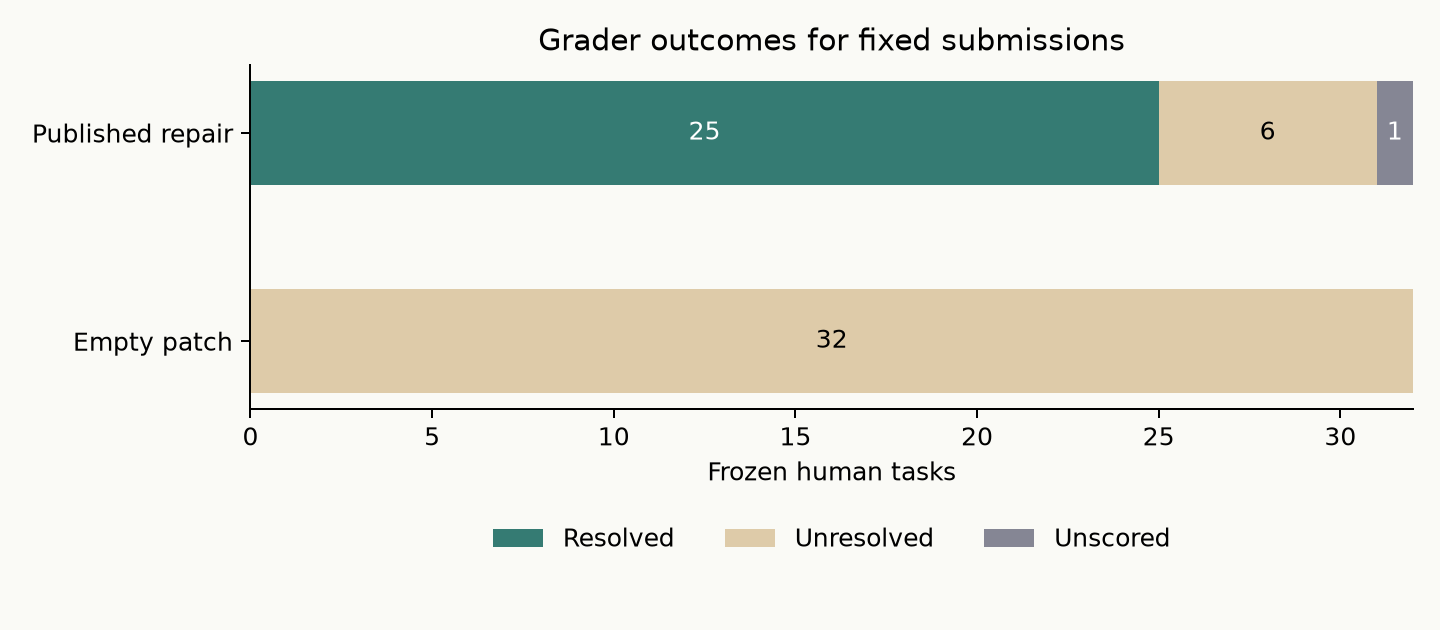 Grader outcomes for fixed submissions
Published repair
25
6
1
Empty patch
32
0 5 10 15 20 25 30
Frozen human tasks
Resolved Unresolved Unscored